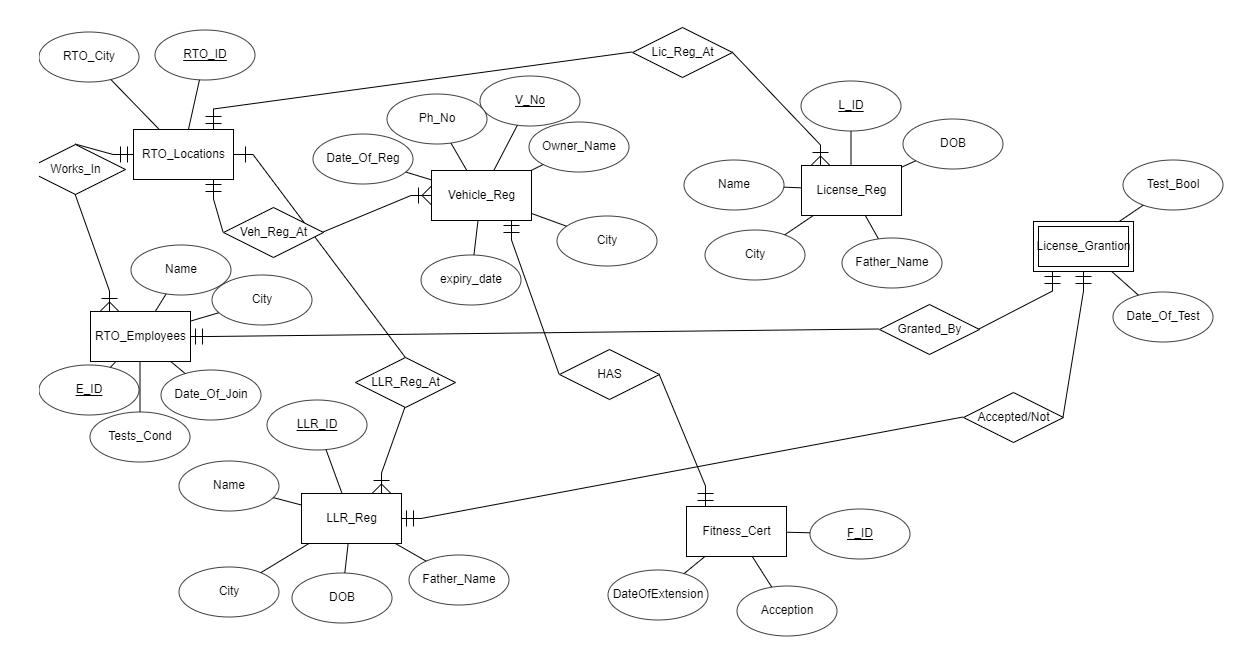 RTO_City
RTO_ID
Lic_Reg_At
V_No
Ph_No
L_ID
Owner_Name
Date_Of_Reg
DOB
RTO_Locations
Works_In
Vehicle_Reg
Name
License_Reg
Test_Bool
Veh_Reg_At
City
City
Father_Name
License_Grantion
Name
City
expiry_date
Date_Of_Test
RTO_Employees
Granted_By
E_ID
Date_Of_Join
LLR_Reg_At
HAS
Tests_Cond
LLR_ID
Accepted/Not
Name
LLR_Reg
Fitness_Cert
F_ID
City
DOB
Father_Name
DateOfExtension
Acception